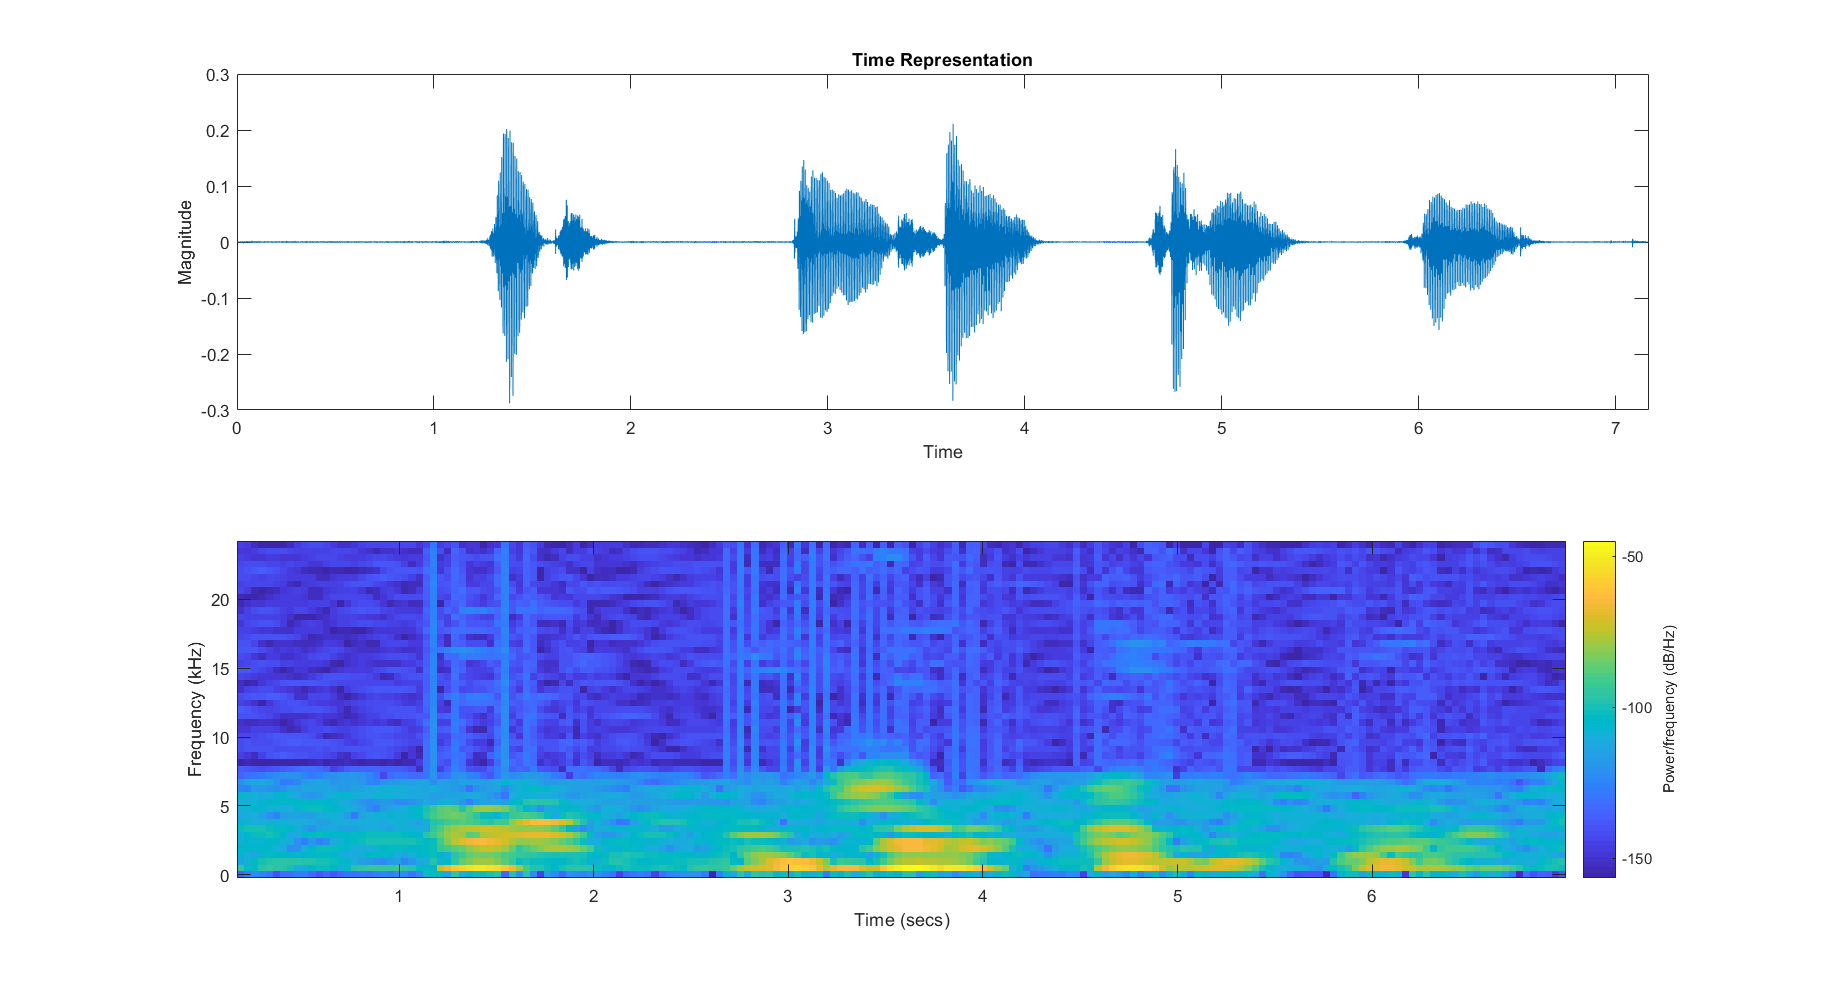 Time Representation
0.3
0.2
0.1
0
-0.1
-0.2
-0.3
Magnitude
0 1 2 3 4 5 6 7
Time
20
15
10
5
0
Frequency (kHz)
1 2 3 4 5 6
Time (secs)
-50
-100
-150
Power/frequency (dB/Hz)